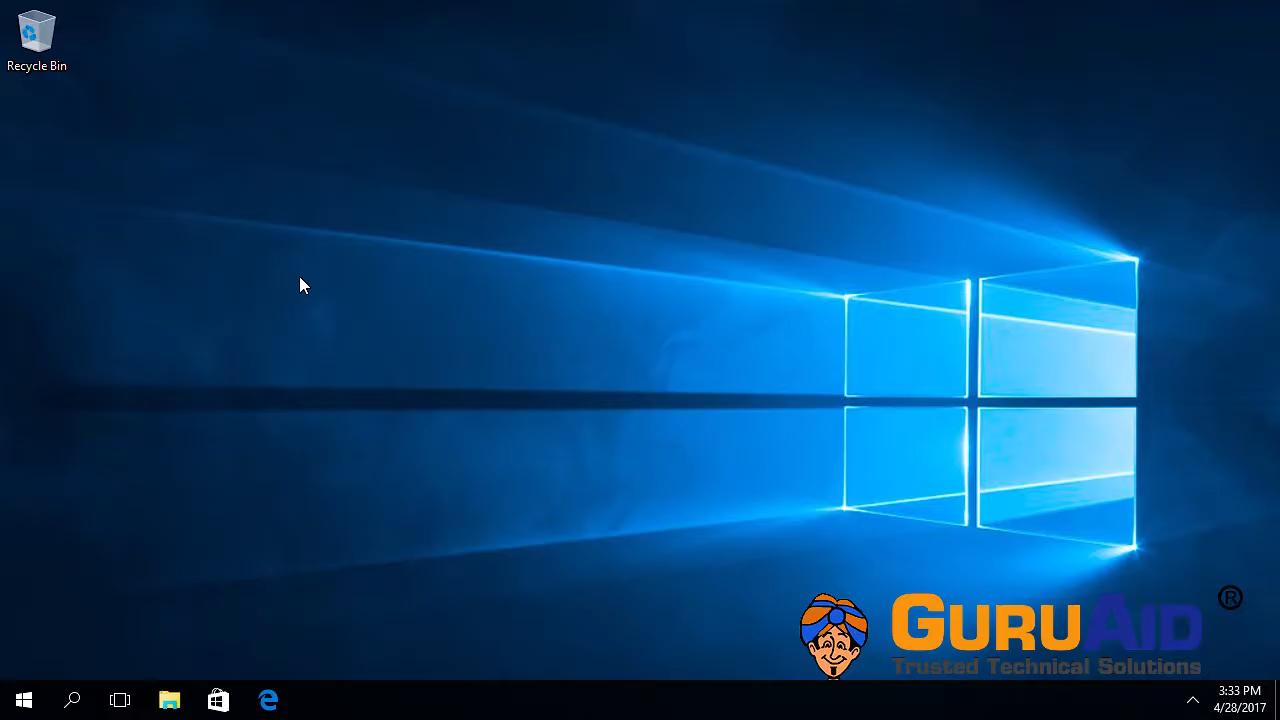 Recycle Bin
GURUAID ®
Trusted Technical Solutions
3:33 PM
4/28/2017